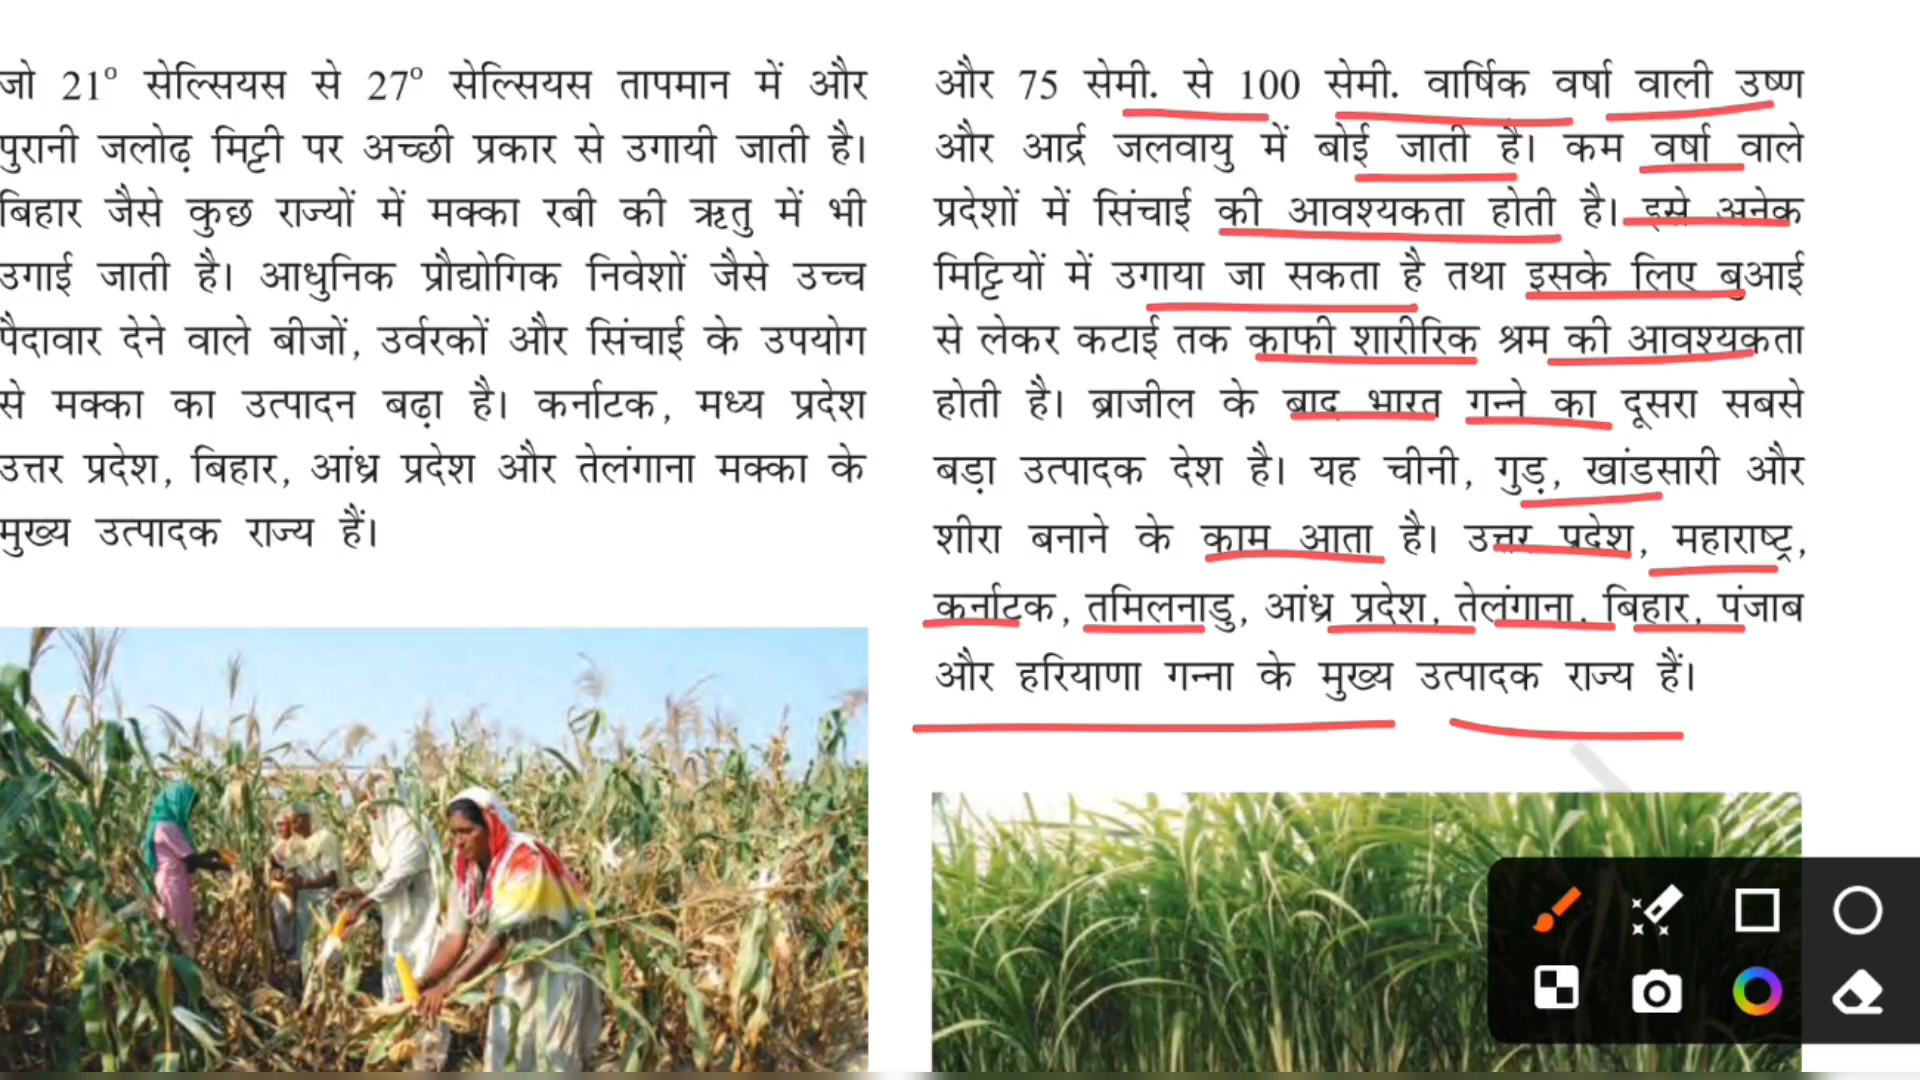 जो 21° सेल्सियस से 27° सेल्सियस तापमान में और
पुरानी जलोढ़ मिट्टी पर अच्छी प्रकार से उगायी जाती है।
बिहार जैसे कुछ राज्यों में मक्का रबी की ऋतु में भी
उगाई जाती है। आधुनिक प्रौद्योगिक निवेशों जैसे उच्च
पैदावार देने वाले बीजों, उर्वरकों और सिंचाई के उपयोग
से मक्का का उत्पादन बढ़ा है। कर्नाटक, मध्य प्रदेश
उत्तर प्रदेश, बिहार, आंध्र प्रदेश और तेलंगाना मक्का के
मुख्य उत्पादक राज्य हैं।
और 75 सेमी. से 100 सेमी. वार्षिक वर्षा वाली उष्ण
और आर्द्र जलवायु में बोई जाती है। कम वर्षा वाले
प्रदेशों में सिंचाई की आवश्यकता होती है। इसे अनेक
मिट्टियों में उगाया जा सकता है तथा इसके लिए बुआई
से लेकर कटाई तक काफी शारीरिक श्रम की आवश्यकता
होती है। ब्राजील के बाद भारत गन्ने का दूसरा सबसे
बड़ा उत्पादक देश है। यह चीनी, गुड़, खांडसारी और
शीरा बनाने के काम आता है। उत्तर प्रदेश, महाराष्ट्र,
कर्नाटक, तमिलनाडु, आंध्र प्रदेश, तेलंगाना, बिहार, पंजाब
और हरियाणा गन्ना के मुख्य उत्पादक राज्य हैं।